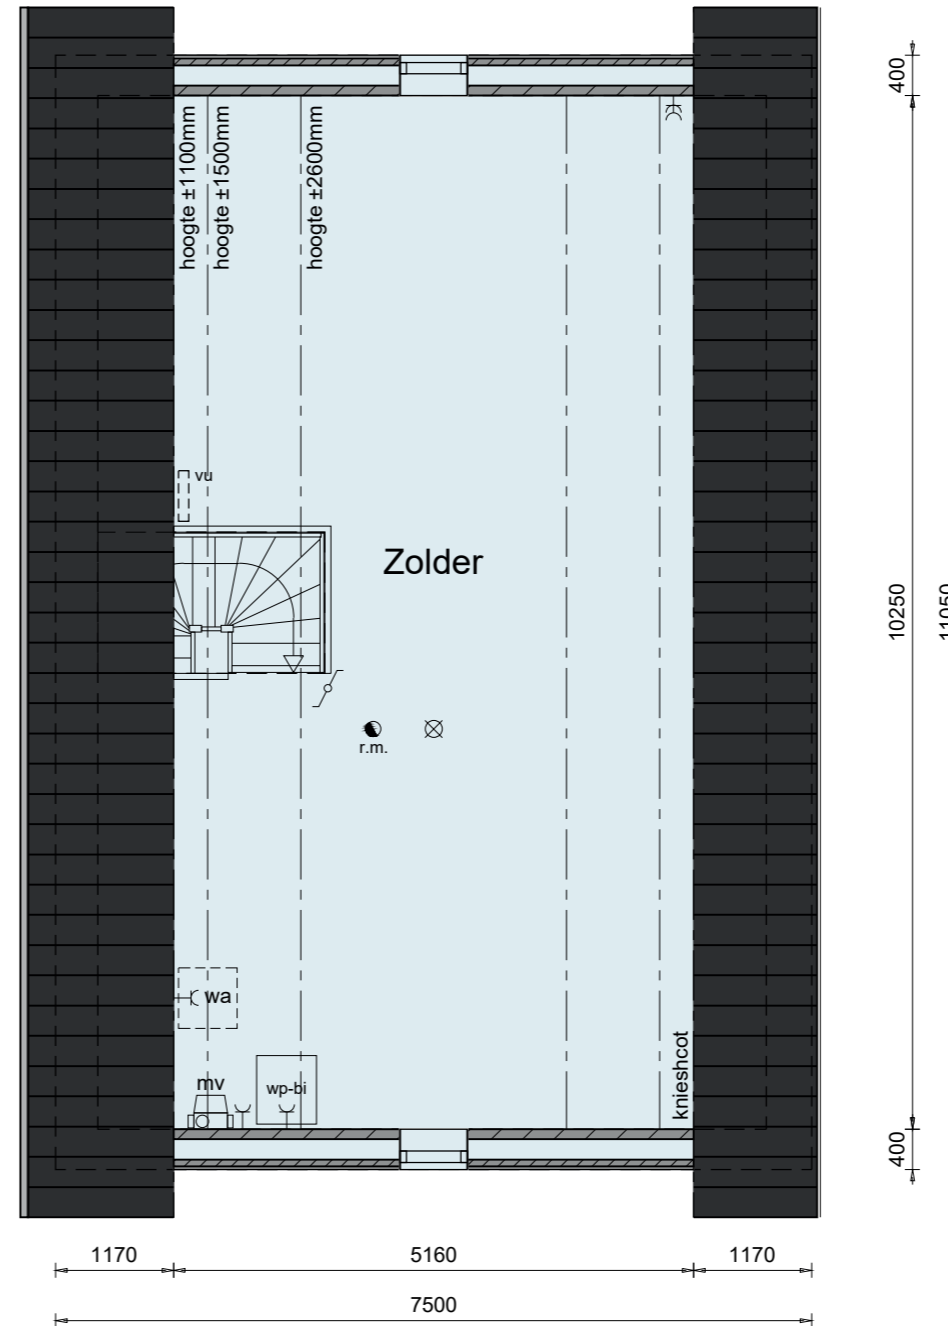 400
hoogte ±1100mm
hoogte ±1500mm
hoogte ±2600mm
vu
Zolder
10250
11050
r.m.
wa
mv
wp-bi
knieshcot
400
1170
5160
1170
7500